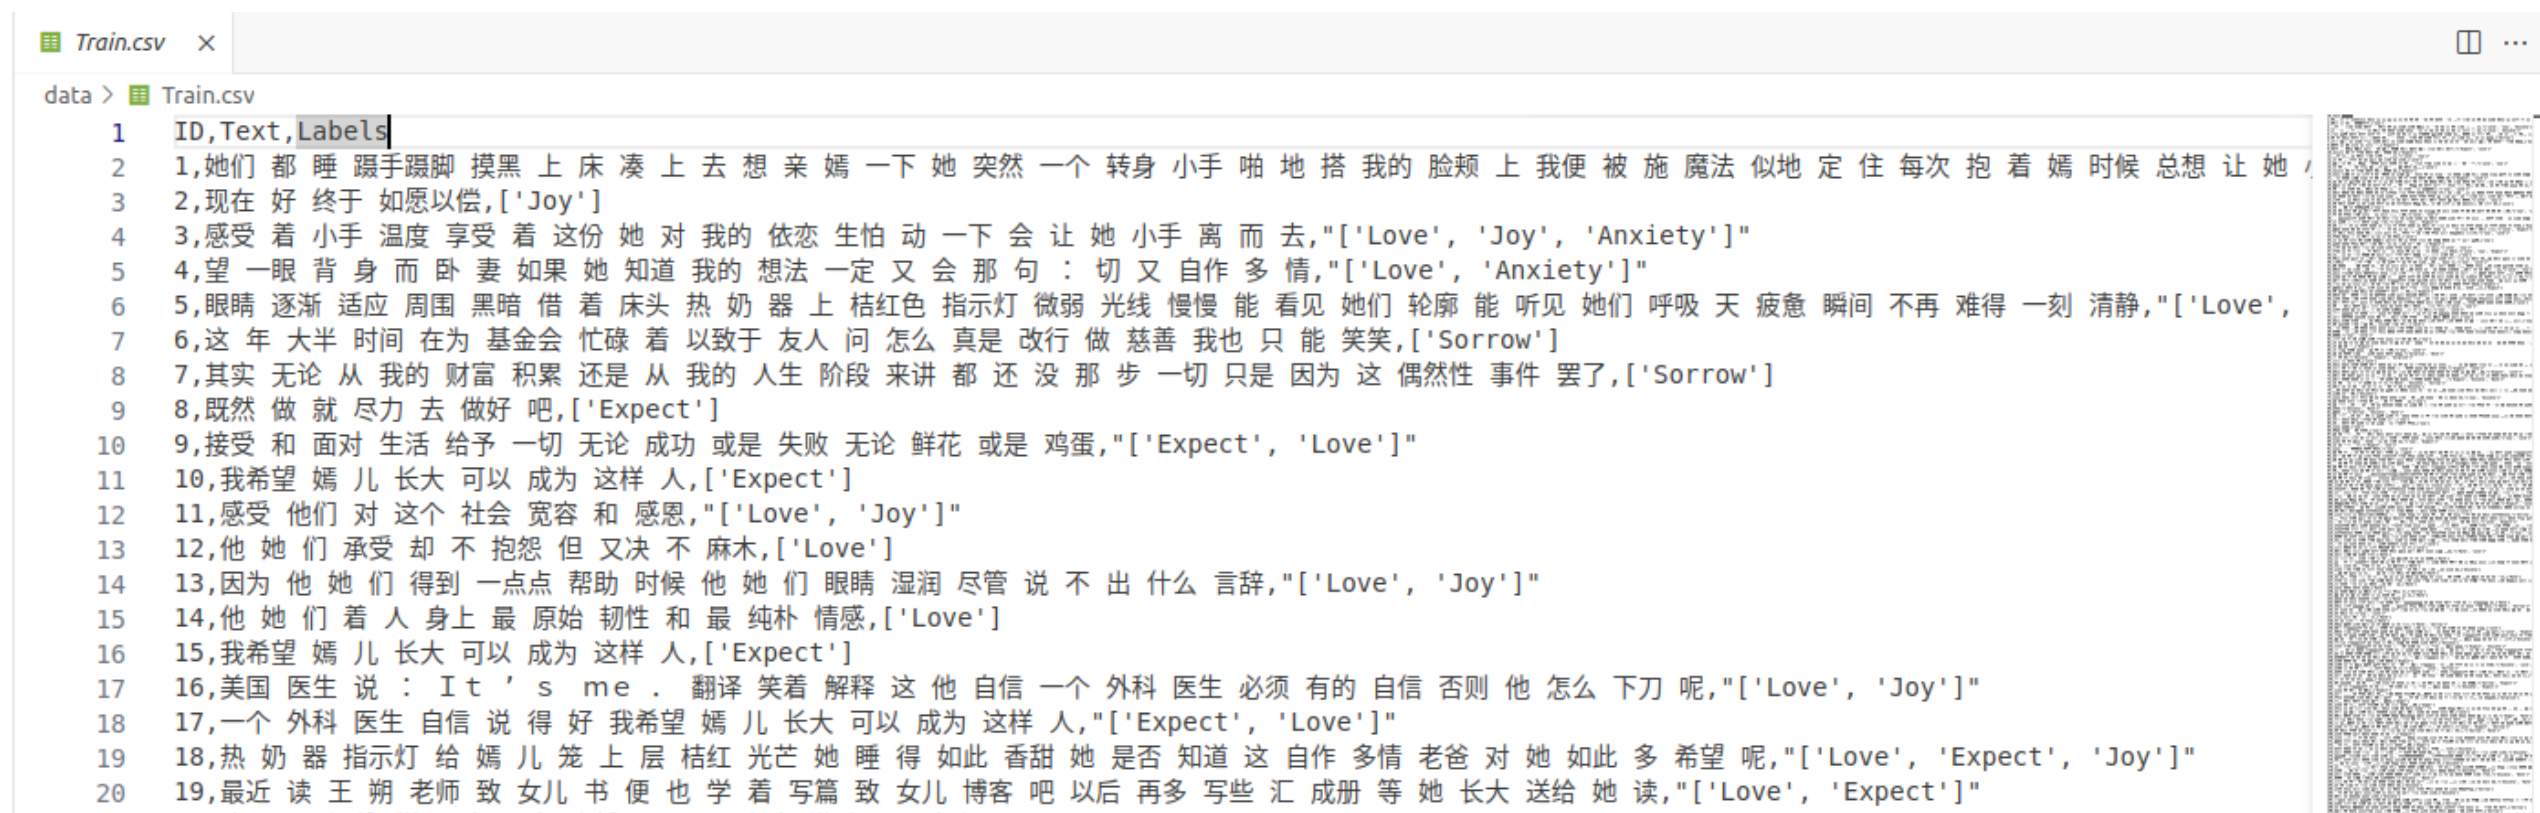 Train.csv ×
data > Train.csv
1 ID,Text,Labels
2 1,她们 都 睡 蹑手蹑脚 摸黑 上 床 凑 上 去 想 亲 嫣 一下 她 突然 一个 转身 小手 啪 地 搭 我的 脸颊 上 我便 被 施 魔法 似地 定 住 每次 抱 着 嫣 时候 总想 让 她
3 2,现在 好 终于 如愿以偿,['Joy']
4 3,感受 着 小手 温度 享受 着 这份 她 对 我的 依恋 生怕 动 一下 会 让 她 小手 离 而 去,"['Love', 'Joy', 'Anxiety']"
5 4,望 一眼 背 身 而 卧 妻 如果 她 知道 我的 想法 一定 又 会 那 句 : 切 又 自作 多 情,"['Love', 'Anxiety']"
6 5,眼睛 逐渐 适应 周围 黑暗 借 着 床头 热 奶 器 上 桔红色 指示灯 微弱 光线 慢慢 能 看见 她们 轮廓 能 听见 她们 呼吸 天 疲惫 瞬间 不再 难得 一刻 清静,"['Love',
7 6,这 年 大半 时间 在为 基金会 忙碌 着 以致于 友人 问 怎么 真是 改行 做 慈善 我也 只 能 笑笑,['Sorrow']
8 7,其实 无论 从 我的 财富 积累 还是 从 我的 人生 阶段 来讲 都 还 没 那 步 一切 只是 因为 这 偶然性 事件 罢了,['Sorrow']
9 8,既然 做 就 尽力 去 做好 吧,['Expect']
10 9,接受 和 面对 生活 给予 一切 无论 成功 或是 失败 无论 鲜花 或是 鸡蛋,"['Expect', 'Love']"
11 10,我希望 嫣 儿 长大 可以 成为 这样 人,['Expect']
12 11,感受 他们 对 这个 社会 宽容 和 感恩,"['Love', 'Joy']"
13 12,他 她 们 承受 却 不 抱怨 但 又决 不 麻木,['Love']
14 13,因为 他 她 们 得到 一点点 帮助 时候 他 她 们 眼睛 湿润 尽管 说 不 出 什么 言辞,"['Love', 'Joy']"
15 14,他 她 们 着 人 身上 最 原始 韧性 和 最 纯朴 情感,['Love']
16 15,我希望 嫣 儿 长大 可以 成为 这样 人,['Expect']
17 16,美国 医生 说 : Ｉｔ ＇ ｓ ｍｅ . 翻译 笑着 解释 这 他 自信 一个 外科 医生 必须 有的 自信 否则 他 怎么 下刀 呢,"['Love', 'Joy']"
18 17,一个 外科 医生 自信 说 得 好 我希望 嫣 儿 长大 可以 成为 这样 人,"['Expect', 'Love']"
19 18,热 奶 器 指示灯 给 嫣 儿 笼 上 层 桔红 光芒 她 睡 得 如此 香甜 她 是否 知道 这 自作 多情 老爸 对 她 如此 多 希望 呢,"['Love', 'Expect', 'Joy']"
20 19,最近 读 王 朔 老师 致 女儿 书 便 也 学 着 写篇 致 女儿 博客 吧 以后 再多 写些 汇 成册 等 她 长大 送给 她 读,"['Love', 'Expect']"